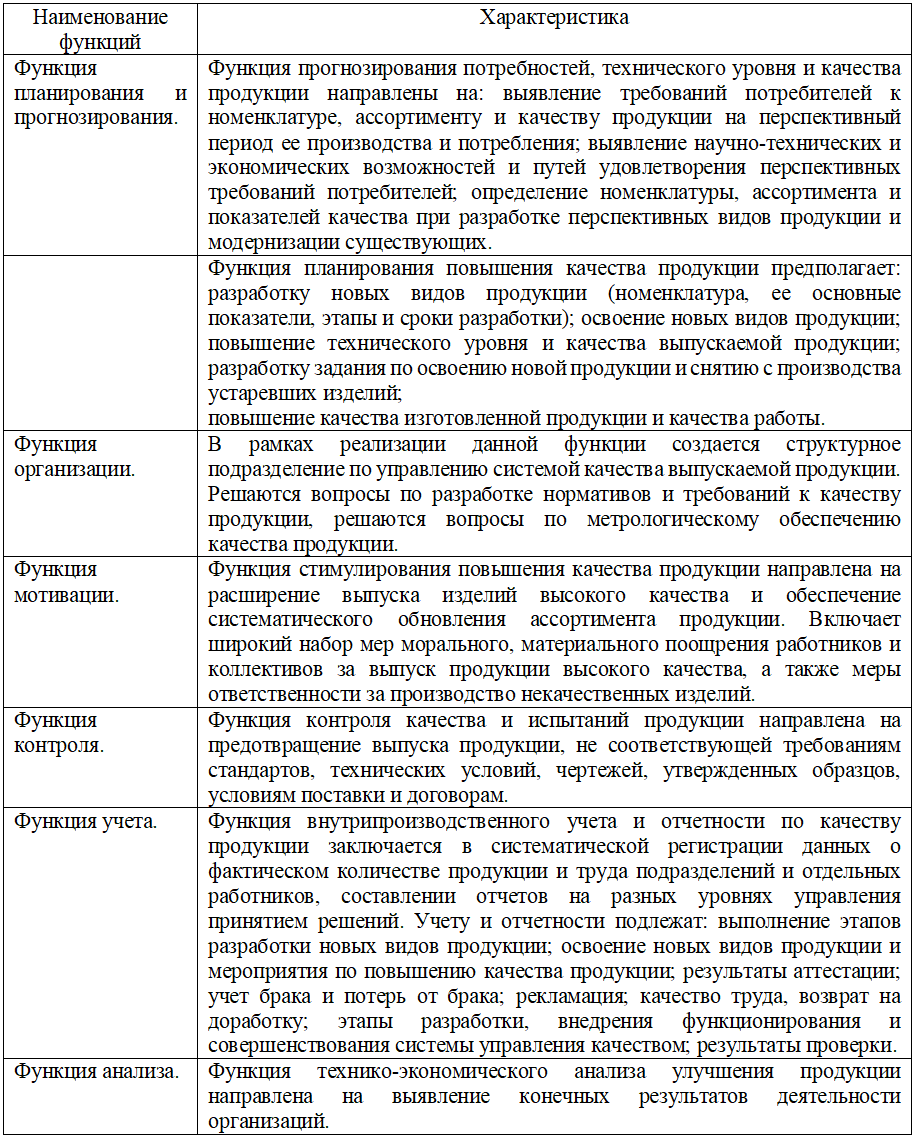 Наименование
функций
Характеристика
Функция
планирования и
прогнозирования.
Функция прогнозирования потребностей, технического уровня и качества
продукции направлены на: выявление требований потребителей к
номенклатуре, ассортименту и качеству продукции на перспективный
период ее производства и потребления; выявление научно-технических и
экономических возможностей и путей удовлетворения перспективных
требований потребителей; определение номенклатуры, ассортимента и
показателей качества при разработке перспективных видов продукции и
модернизации существующих.
Функция планирования повышения качества продукции предполагает:
разработку новых видов продукции (номенклатура, ее основные
показатели, этапы и сроки разработки); освоение новых видов продукции;
повышение технического уровня и качества выпускаемой продукции;
разработку задания по освоению новой продукции и снятию с производства
устаревших изделий;
повышение качества изготовленной продукции и качества работы.
Функция
организации.
В рамках реализации данной функции создается структурное
подразделение по управлению системой качества выпускаемой продукции.
Решаются вопросы по разработке нормативов и требований к качеству
продукции, решаются вопросы по метрологическому обеспечению
качества продукции.
Функция
мотивации.
Функция стимулирования повышения качества продукции направлена на
расширение выпуска изделий высокого качества и обеспечение
систематического обновления ассортимента продукции. Включает
широкий набор мер морального, материального поощрения работников и
коллективов за выпуск продукции высокого качества, а также меры
ответственности за производство некачественных изделий.
Функция
контроля.
Функция контроля качества и испытаний продукции направлена на
предотвращение выпуска продукции, не соответствующей требованиям
стандартов, технических условий, чертежей, утвержденных образцов,
условиям поставки и договорам.
Функция учета.
Функция внутрипроизводственного учета и отчетности по качеству
продукции заключается в систематической регистрации данных о
фактическом количестве продукции и труда подразделений и отдельных
работников, составлении отчетов на разных уровнях управления
принятием решений. Учету и отчетности подлежат: выполнение этапов
разработки новых видов продукции; освоение новых видов продукции и
мероприятия по повышению качества продукции; результаты аттестации;
учет брака и потерь от брака; рекламация; качество труда, возврат на
доработку; этапы разработки, внедрения функционирования и
совершенствования системы управления качеством; результаты проверки.
Функция анализа.
Функция технико-экономического анализа улучшения продукции
направлена на выявление конечных результатов деятельности
организаций.